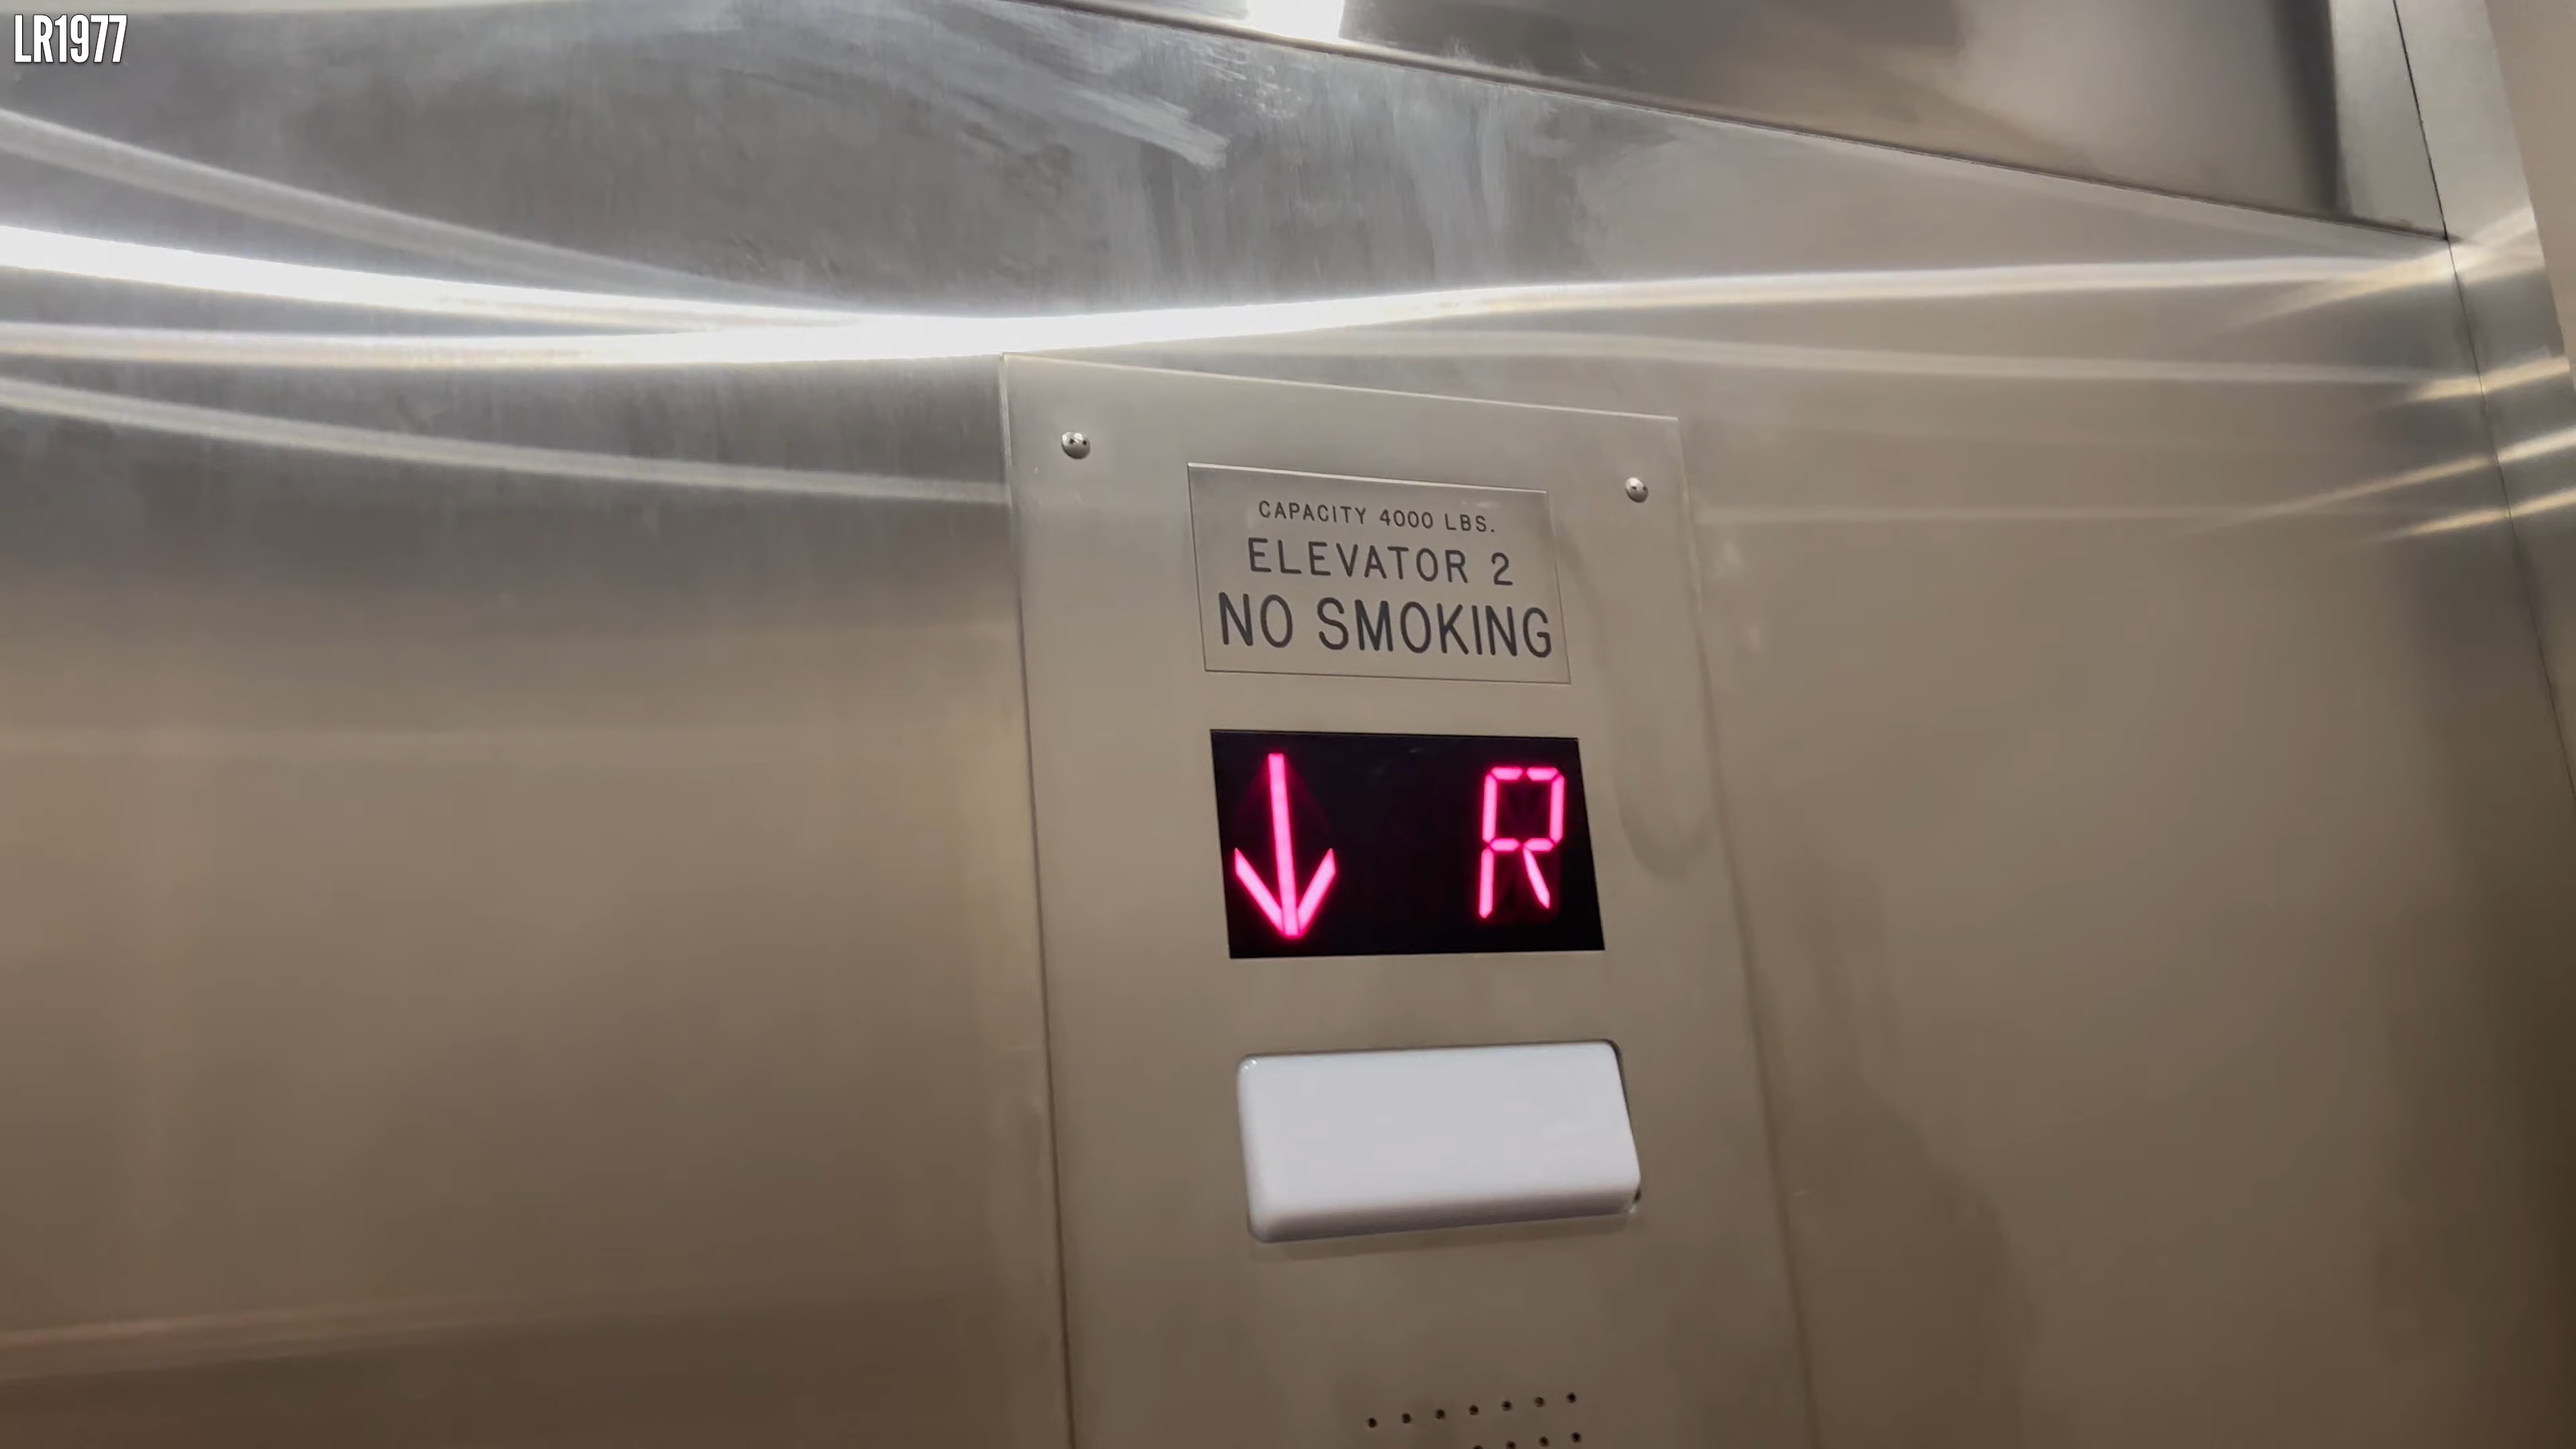 LR1977
CAPACITY 4000 LBS.
ELEVATOR 2
NO SMOKING
↓ R